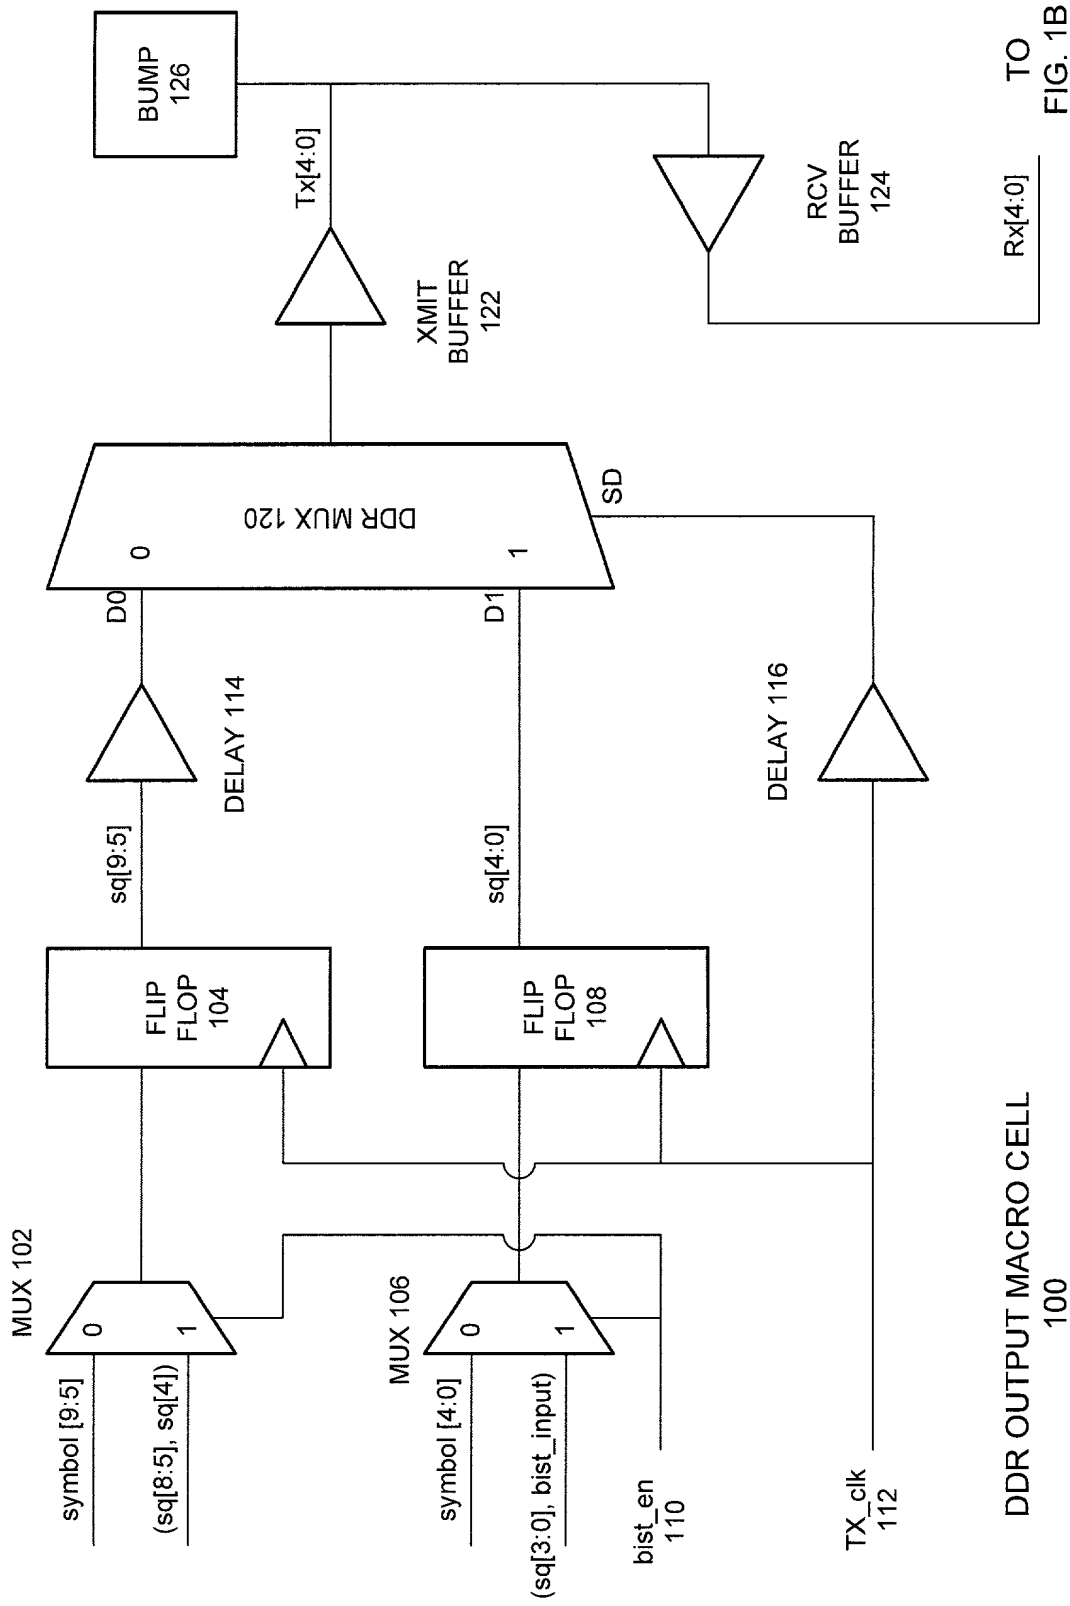 MUX 102
symbol [9:5]
0
(sq[8:5], sq[4])
1
FLIP
FLOP
104
sq[9:5]
DELAY 114
D0
0
MUX 106
symbol [4:0]
0
(sq[3:0], bist_input)
1
FLIP
FLOP
108
sq[4:0]
D1
1
DDR MUX 120
SD
bist_en
110
TX_clk
112
DELAY 116
XMIT
BUFFER
122
Tx[4:0]
BUMP
126
RCV
BUFFER
124
Rx[4:0]
TO
FIG. 1B
DDR OUTPUT MACRO CELL
100